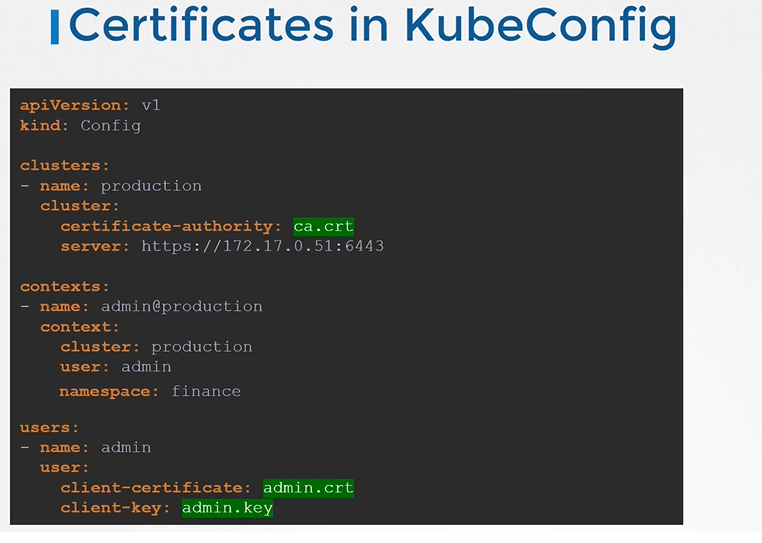 Certificates in KubeConfig
apiVersion: v1
kind: Config
clusters:
- name: production
cluster:
certificate-authority: ca.crt
server: https://172.17.0.51:6443
contexts:
- name: admin@production
context:
cluster: production
user: admin
namespace: finance
users:
- name: admin
user:
client-certificate: admin.crt
client-key: admin.key